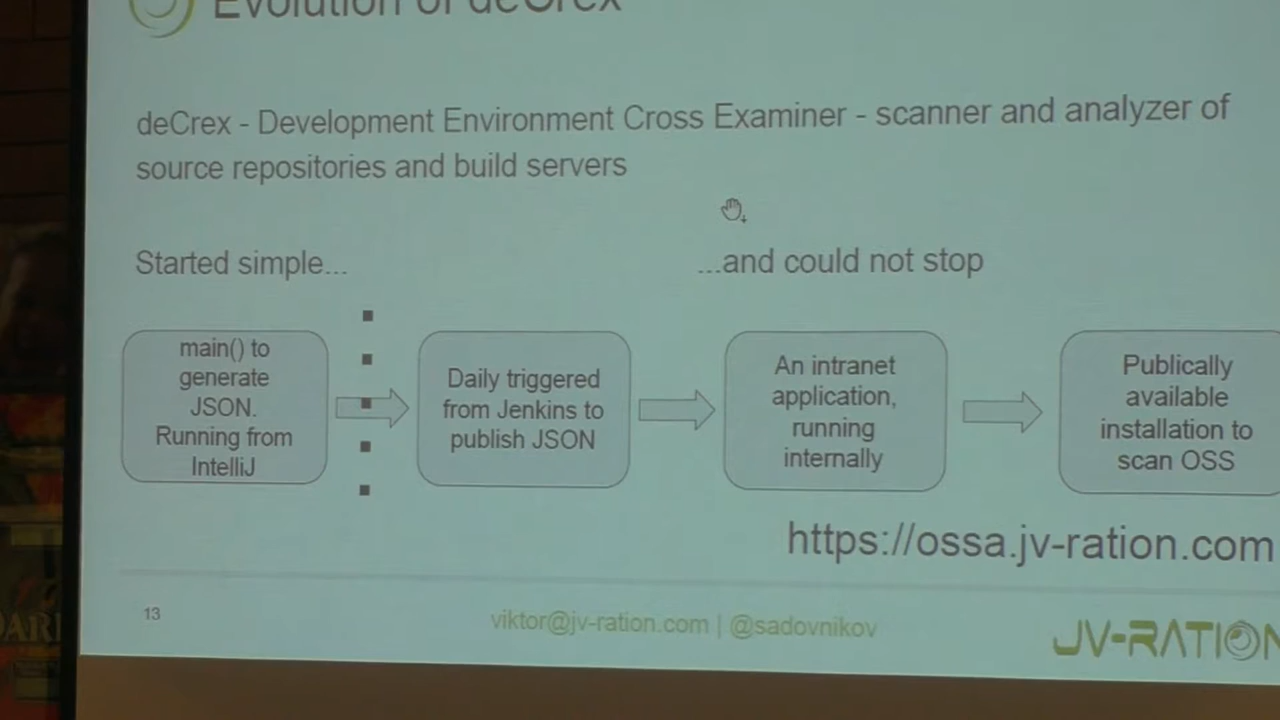 Evolution of deCrex
deCrex - Development Environment Cross Examiner - scanner and analyzer of
source repositories and build servers
Started simple...
...and could not stop
main() to
generate
JSON.
Running from
IntelliJ
Daily triggered
from Jenkins to
publish JSON
An intranet
application,
running
internally
Publically
available
installation to
scan OSS
https://ossa.jv-ration.com
13
viktor@jv-ration.com | @sadovnikov
JV-RATION